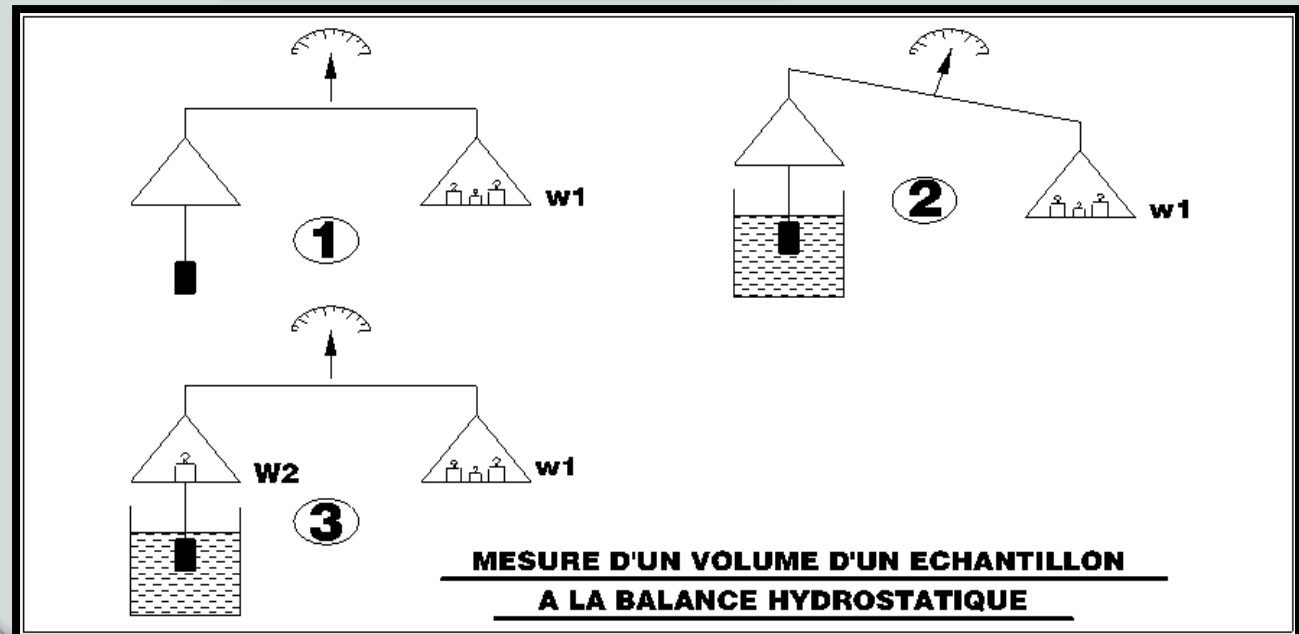 w1
1
2
w1
W2
w1
3
MESURE D'UN VOLUME D'UN ECHANTILLON
A LA BALANCE HYDROSTATIQUE